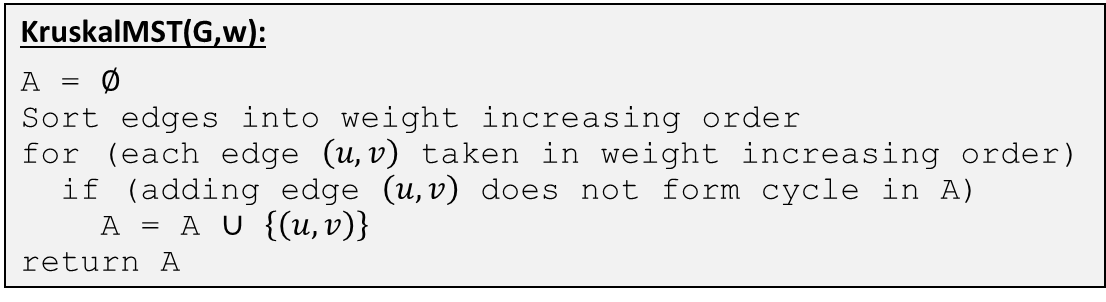 KruskalMST(G,w):
A = ∅
Sort edges into weight increasing order
for (each edge (u, v) taken in weight increasing order)
if (adding edge (u, v) does not form cycle in A)
A = A ∪ {(u, v)}
return A